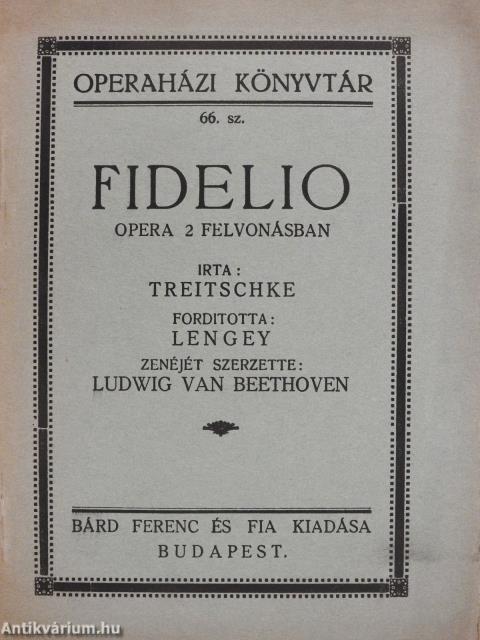 OPERAHÁZI KÖNYVTÁR
66. sz.
FIDELIO
OPERA 2 FELVONÁSBAN
IRTA :
TREITSCHKE
FORDITOTTA :
LENGEY
ZENÉJÉT SZERZETTE:
LUDWIG VAN BEETHOVEN
BÁRD FERENC ÉS FIA KIADÁSA
BUDAPEST.
Antikvárium.hu